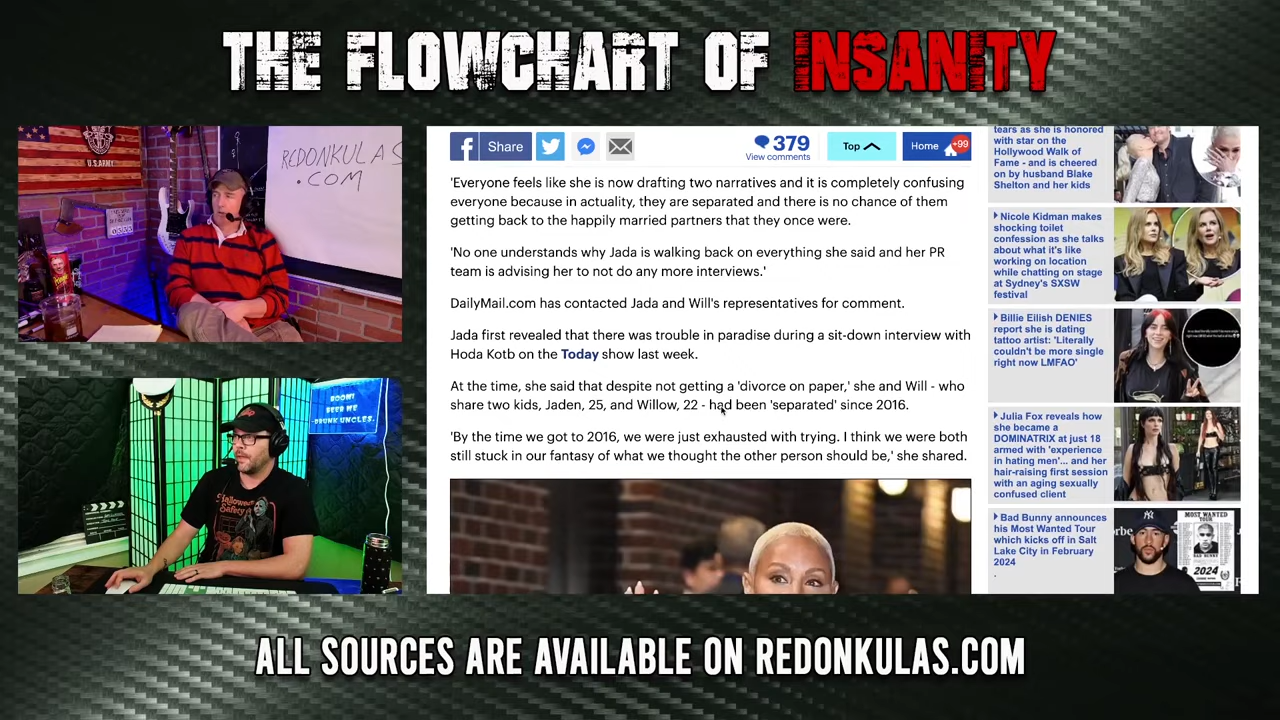 THE FLOWCHART OF INSANITY
U.S. ARMY
REDONKULAS
.COM
BOOM!
BEER ME
-DRUNK UNCLES.
Halloween
Safety
Share
379
View comments
Top
Home
+99
'Everyone feels like she is now drafting two narratives and it is completely confusing
everyone because in actuality, they are separated and there is no chance of them
getting back to the happily married partners that they once were.
'No one understands why Jada is walking back on everything she said and her PR
team is advising her to not do any more interviews.'
DailyMail.com has contacted Jada and Will's representatives for comment.
Jada first revealed that there was trouble in paradise during a sit-down interview with
Hoda Kotb on the Today show last week.
At the time, she said that despite not getting a 'divorce on paper,' she and Will - who
share two kids, Jaden, 25, and Willow, 22 - had been 'separated' since 2016.
'By the time we got to 2016, we were just exhausted with trying. I think we were both
still stuck in our fantasy of what we thought the other person should be,' she shared.
tears as she is honored
with star on the
Hollywood Walk of
Fame - and is cheered
on by husband Blake
Shelton and her kids
Nicole Kidman makes
shocking toilet
confession as she talks
about what it's like
working on location
while chatting on stage
at Sydney's SXSW
festival
Billie Eilish DENIES
report she is dating
tattoo artist: 'Literally
couldn't be more single
right now LMFAO'
Julia Fox reveals how
she became a
DOMINATRIX at just 18
armed with 'experience
in hating men'... and her
hair-raising first session
with an aging sexually
confused client
Bad Bunny announces
his Most Wanted Tour
which kicks off in Salt
Lake City in February
2024
.
MOST WANTED
TOUR
BAD BUNNY
2024
ALL SOURCES ARE AVAILABLE ON REDONKULAS.COM